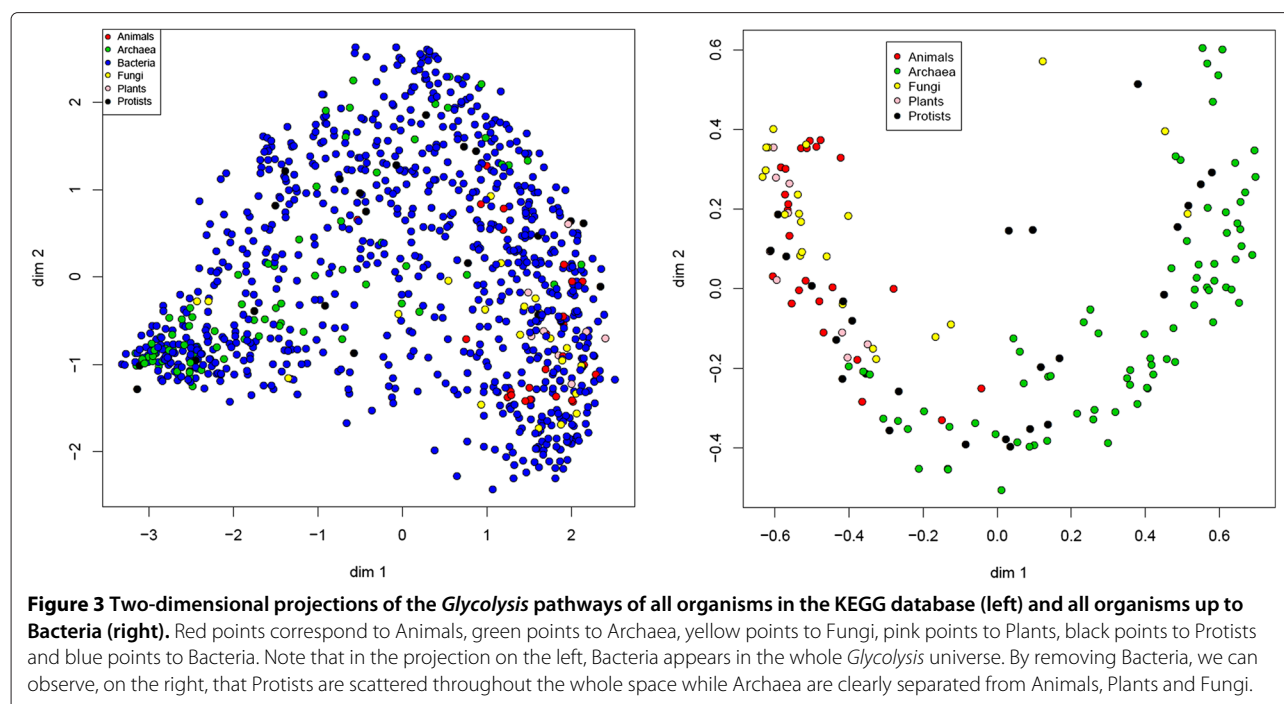 Animals
Archaea
Bacteria
Fungi
Plants
Protists
2
1
0
−1
−2
dim 2
−3
−2
−1
0
1
2
dim 1
Animals
Archaea
Fungi
Plants
Protists
0.6
0.4
0.2
0.0
−0.2
−0.4
dim 2
−0.6
−0.4
−0.2
0.0
0.2
0.4
0.6
dim 1
Figure 3 Two-dimensional projections of the Glycolysis pathways of all organisms in the KEGG database (left) and all organisms up to
Bacteria (right). Red points correspond to Animals, green points to Archaea, yellow points to Fungi, pink points to Plants, black points to Protists
and blue points to Bacteria. Note that in the projection on the left, Bacteria appears in the whole Glycolysis universe. By removing Bacteria, we can
observe, on the right, that Protists are scattered throughout the whole space while Archaea are clearly separated from Animals, Plants and Fungi.